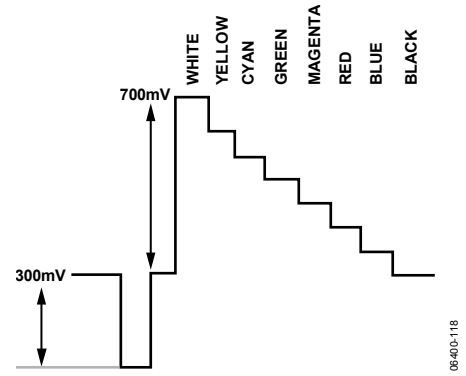 WHITE
YELLOW
CYAN
GREEN
MAGENTA
RED
BLUE
BLACK
700mV
300mV
06400-118